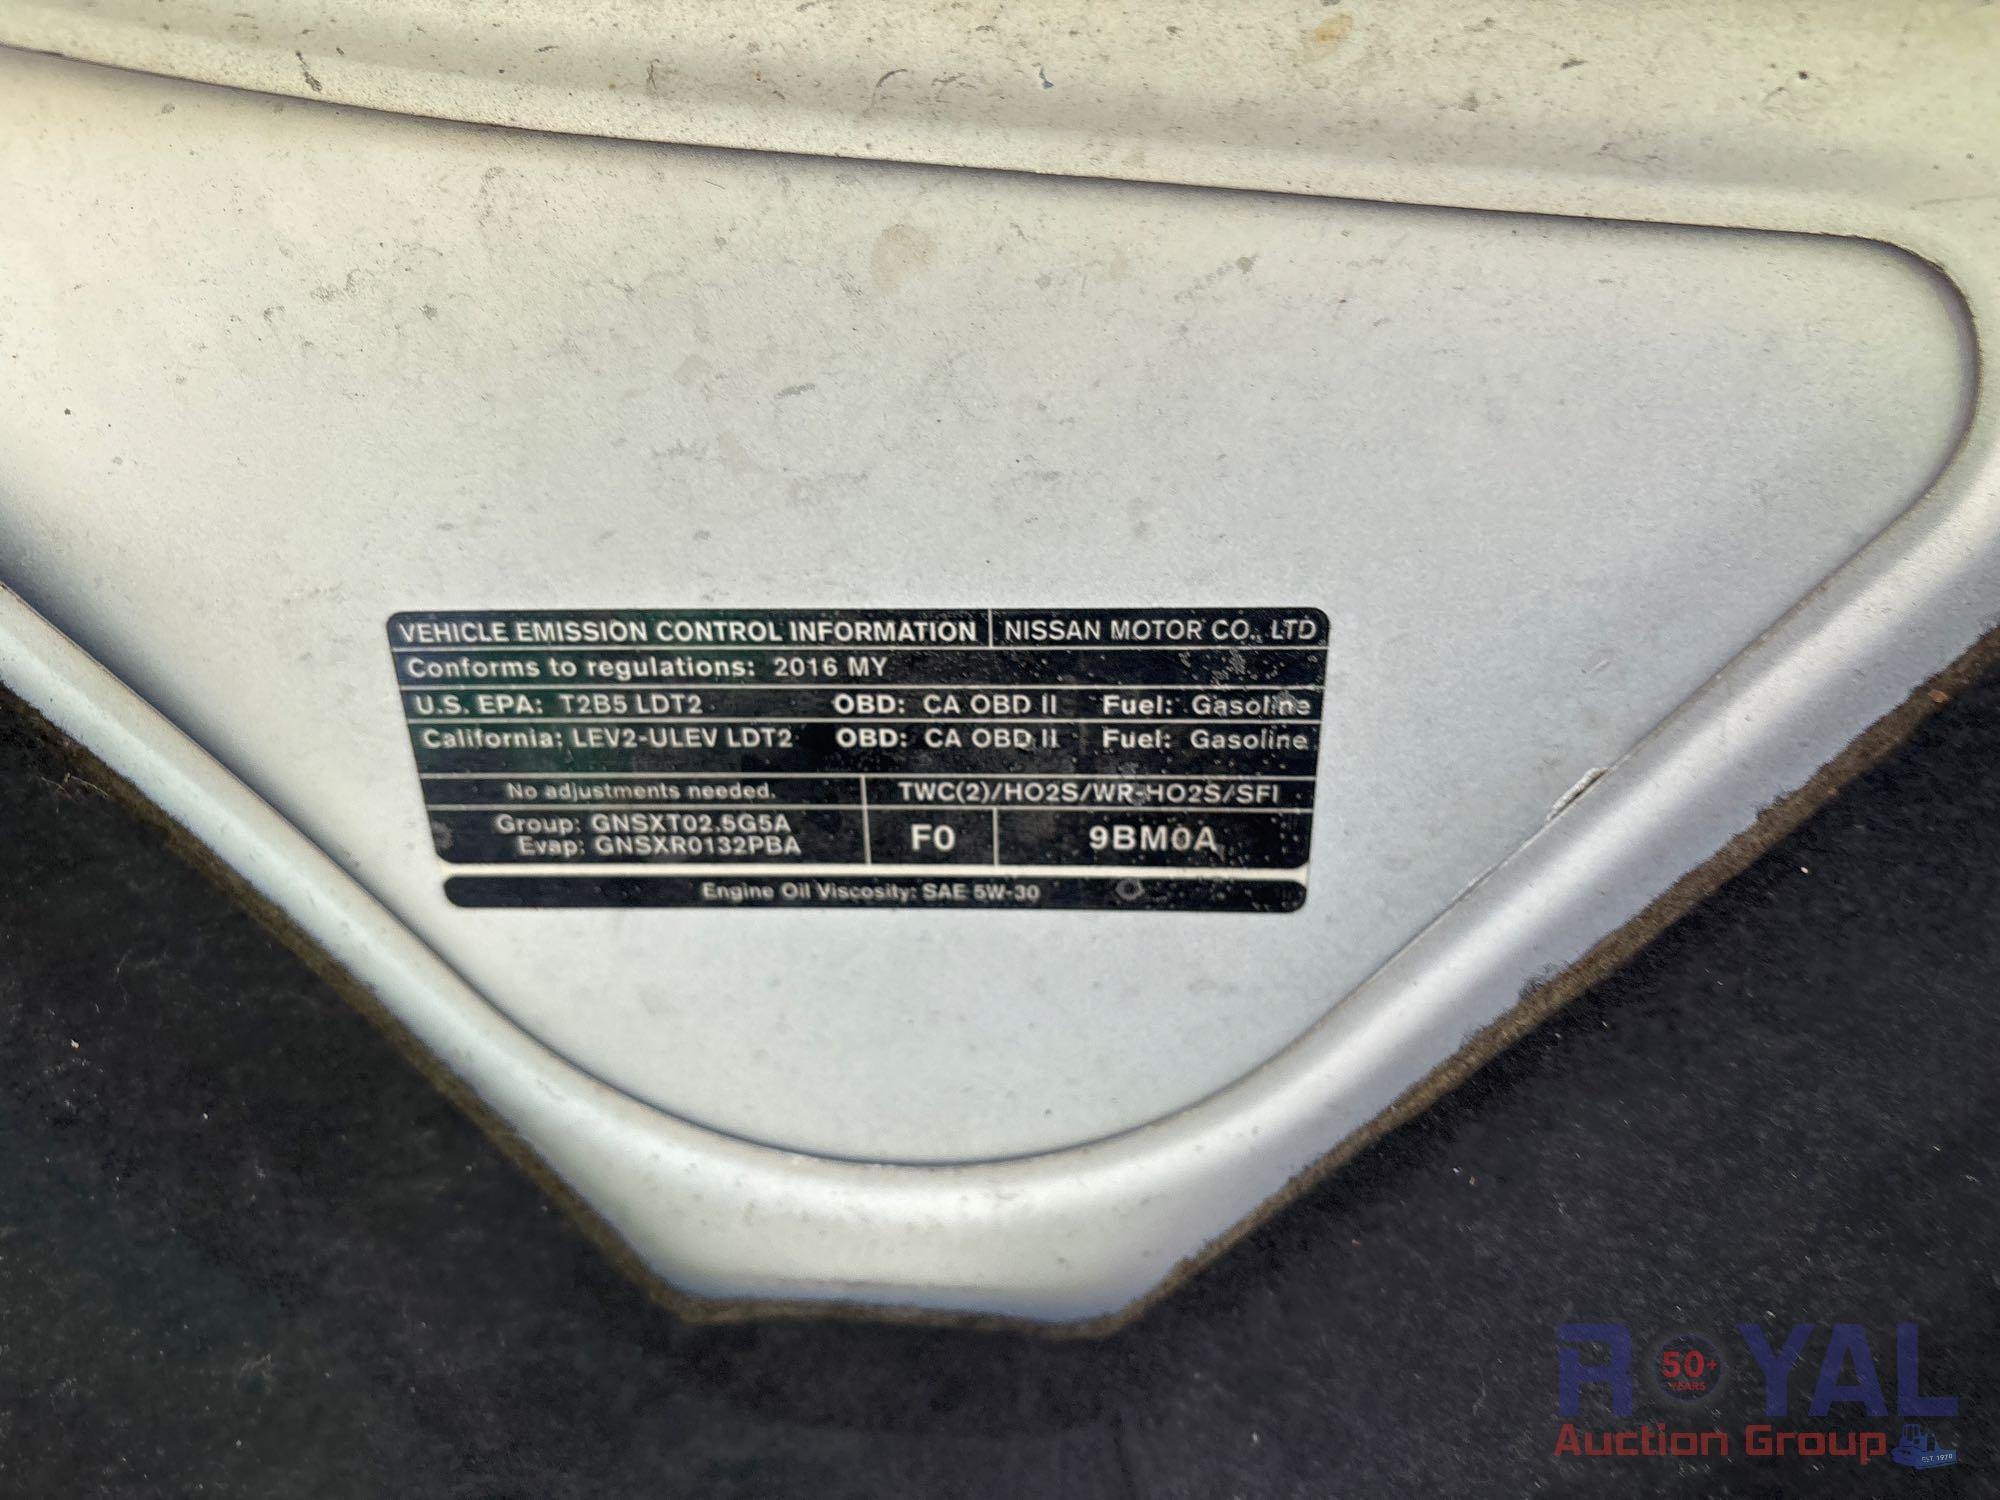 VEHICLE EMISSION CONTROL INFORMATION NISSAN MOTOR CO., LTD
Conforms to regulations: 2016 MY
U.S. EPA: T2B5 LDT2 OBD: CA OBD II Fuel: Gasoline
California: LEV2-ULEV LDT2 OBD: CA OBD II Fuel: Gasoline
No adjustments needed. TWC(2)/HO2S/WR-HO2S/SFI
Group: GNSXT02.5G5A
Evap: GNSXR0132PBA
F0 9BM0A
Engine Oil Viscosity: SAE 5W-30
ROYAL
50+
YEARS
Auction Group
EST. 1970